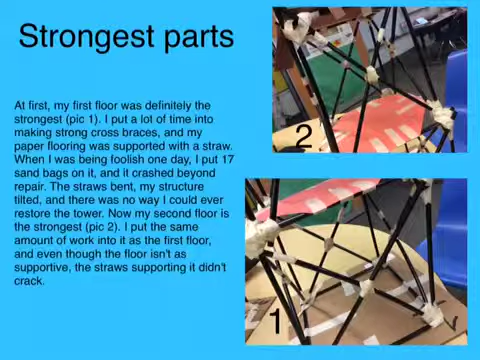 Strongest parts
At first, my first floor was definitely the
strongest (pic 1). I put a lot of time into
making strong cross braces, and my
paper flooring was supported with a straw.
When I was being foolish one day, I put 17
sand bags on it, and it crashed beyond
repair. The straws bent, my structure
tilted, and there was no way I could ever
restore the tower. Now my second floor is
the strongest (pic 2). I put the same
amount of work into it as the first floor,
and even though the floor isn't as
supportive, the straws supporting it didn't
crack.
2
1